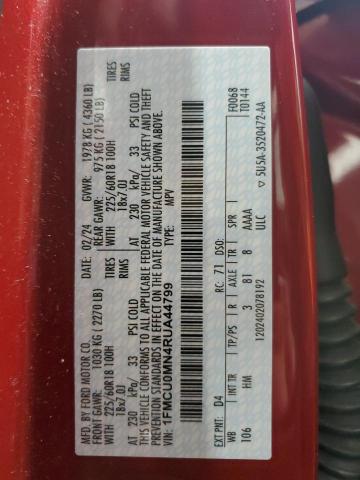 MFD. BY FORD MOTOR CO.
DATE: 02/24 GVWR: 1978 KG ( 4360 LB)
FRONT GAWR: 1030 KG ( 2270 LB) REAR GAWR: 975 KG ( 2150 LB)
WITH 225/60R18 100H TIRES WITH 225/60R18 100H TIRES
18x7.0J RIMS 18x7.0J RIMS
AT 230 kPa/ 33 PSI COLD AT 230 kPa/ 33 PSI COLD
THIS VEHICLE CONFORMS TO ALL APPLICABLE FEDERAL MOTOR VEHICLE SAFETY AND THEFT
PREVENTION STANDARDS IN EFFECT ON THE DATE OF MANUFACTURE SHOWN ABOVE.
VIN: 1FMCU0MN4RUA44799 TYPE: MPV
F0068
T0144
EXT PNT: D4 RC: 71 DSO:
WB INT TR TP/PS R AXLE TR SPR
106 HM 3 81 8 AAAA
ULC
1202402078192 5U5A-3520472-AA